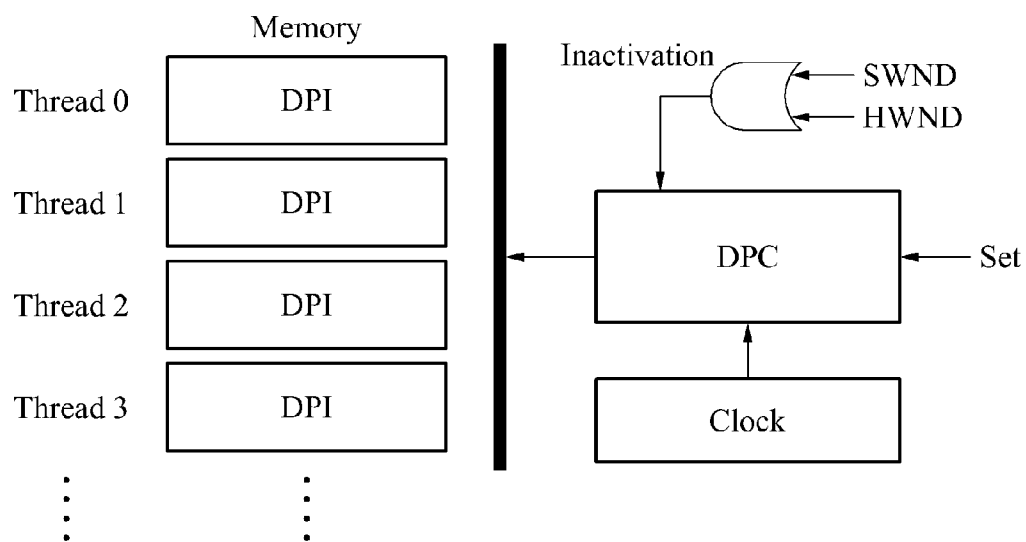 Memory
Thread 0
DPI
Thread 1
DPI
Thread 2
DPI
Thread 3
DPI
Inactivation
SWND
HWND
DPC
Set
Clock